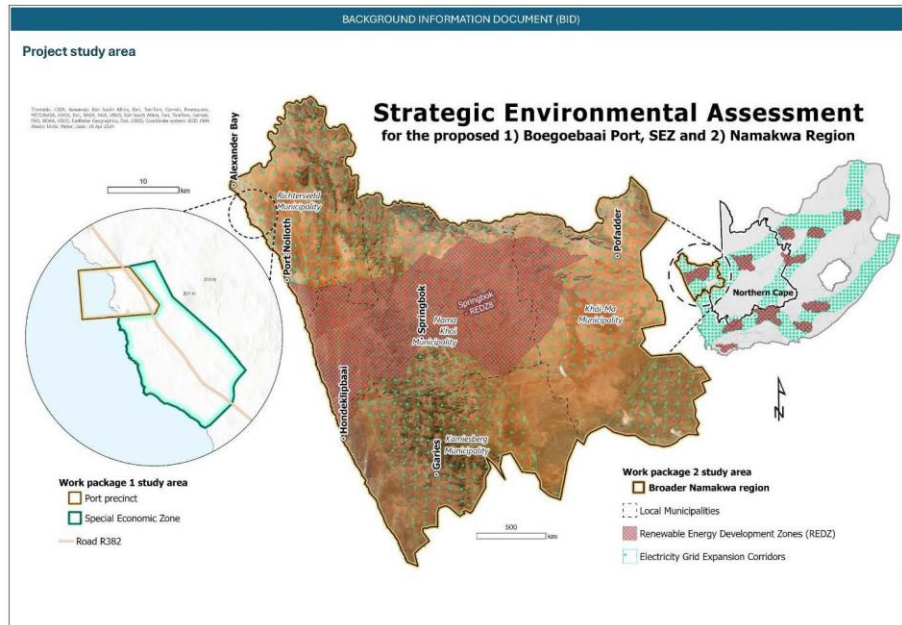 BACKGROUND INFORMATION DOCUMENT (BID)
Project study area
Strategic Environmental Assessment
for the proposed 1) Boegoebaai Port, SEZ and 2) Namakwa Region
Alexander Bay
10
km
Richtersveld
Municipality
Port Nolloth
Pofadder
Northern Cape
Springbok
Springbok
REDZ8
Nama
Khoi
Municipality
Khâi-Ma
Municipality
Hondeklipbaai
Garies
Kamiesberg
Municipality
N
500
km
Work package 1 study area
Port precinct
Special Economic Zone
Road R382
Work package 2 study area
Broader Namakwa region
Local Municipalities
Renewable Energy Development Zones (REDZ)
Electricity Grid Expansion Corridors